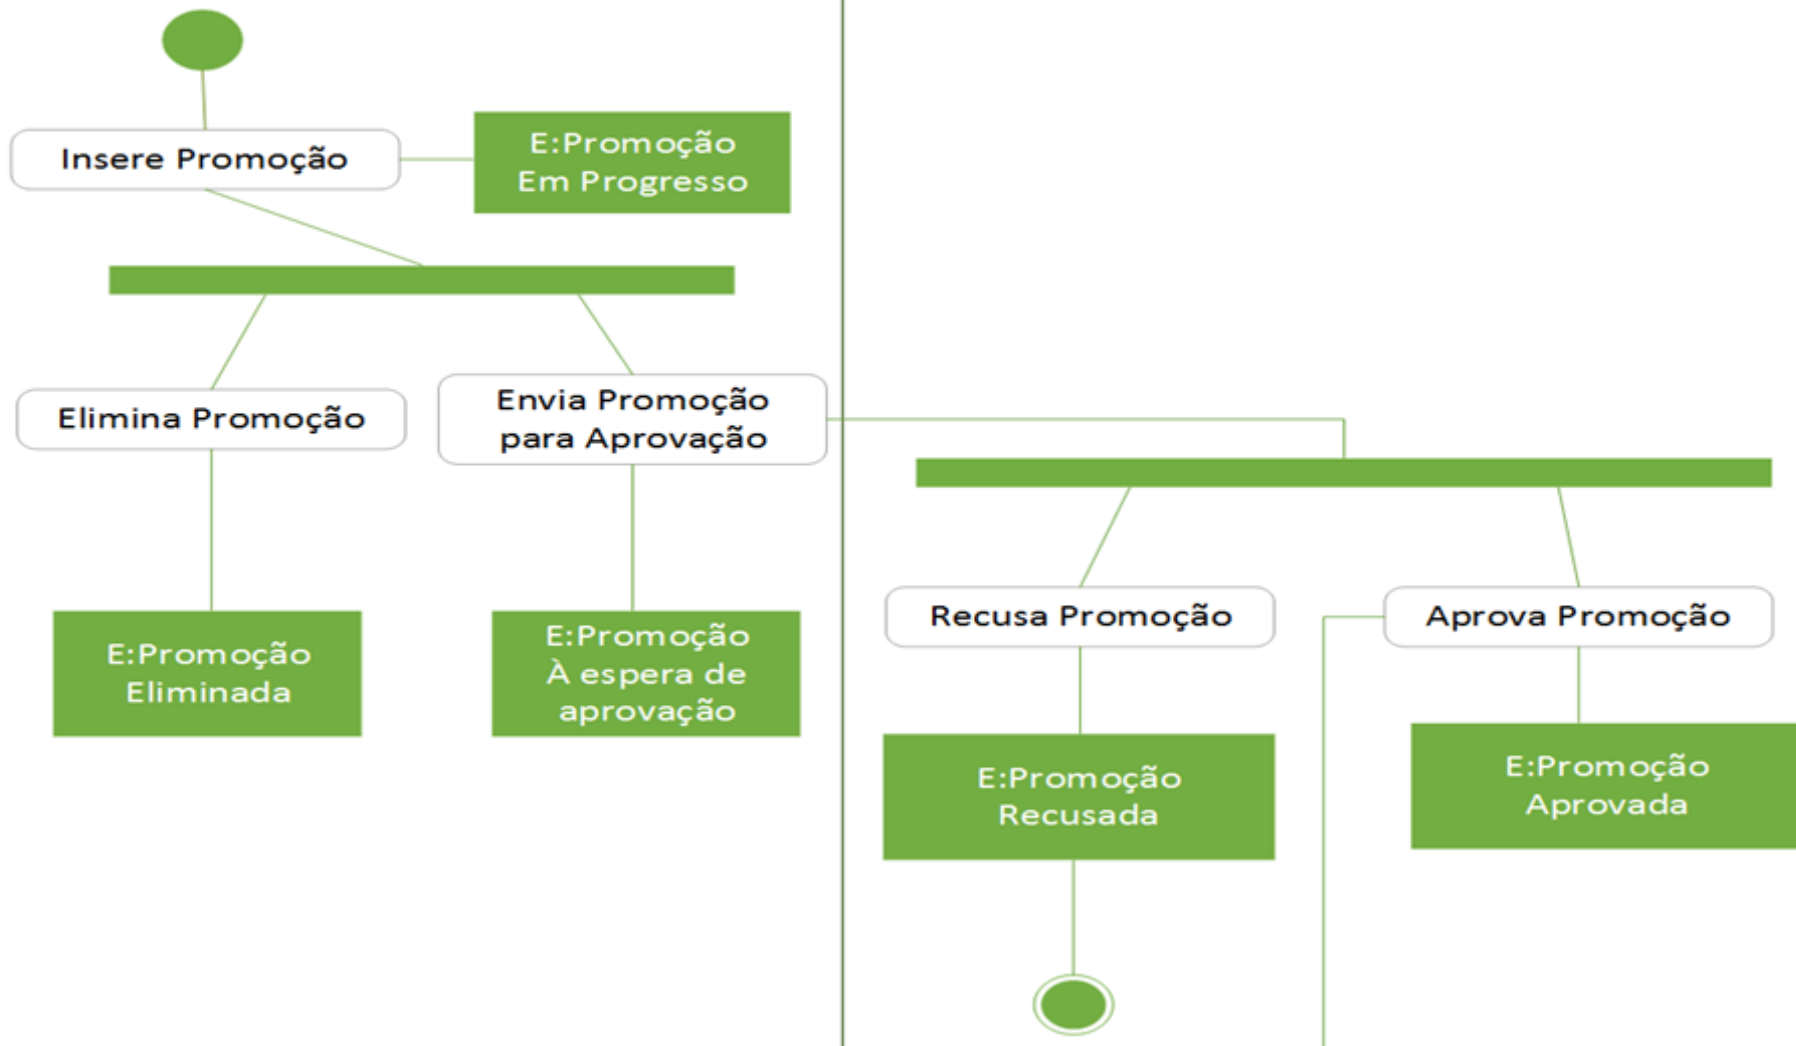 Insere Promoção
E:Promoção
Em Progresso
Elimina Promoção
Envia Promoção
para Aprovação
E:Promoção
Eliminada
E:Promoção
À espera de
aprovação
Recusa Promoção
Aprova Promoção
E:Promoção
Recusada
E:Promoção
Aprovada